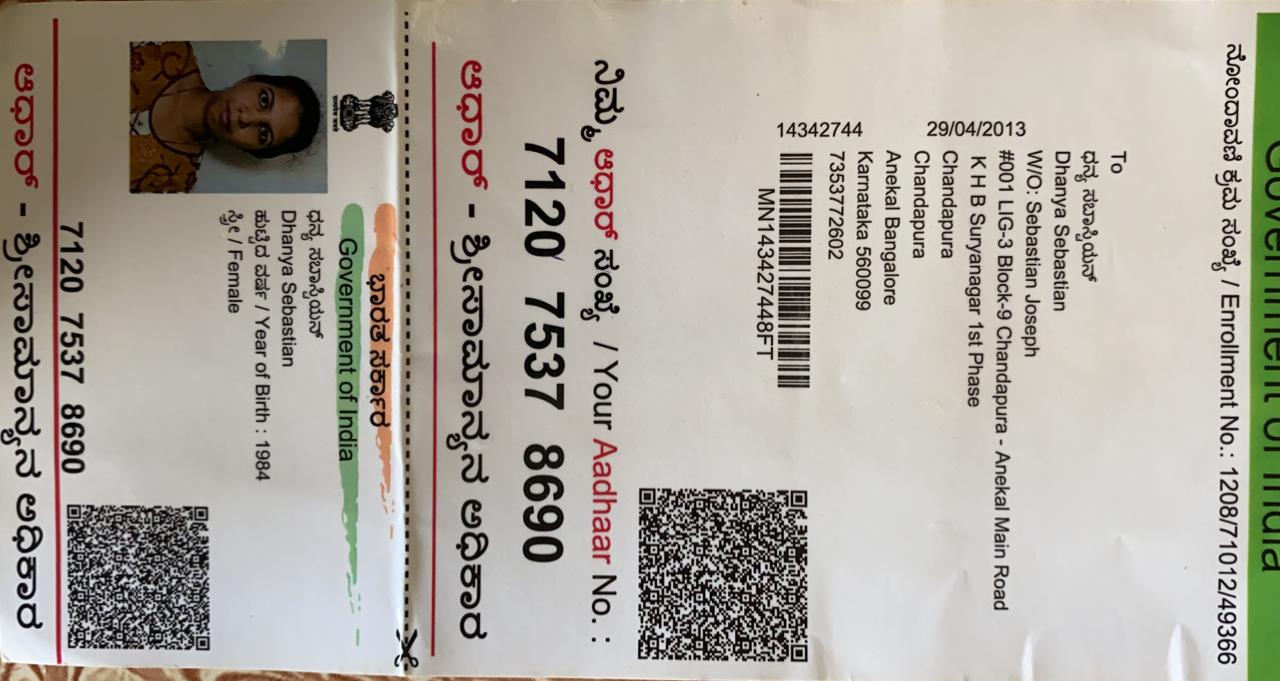 Government of India
ನೋಂದಾವಣೆ ಕ್ರಮ ಸಂಖ್ಯೆ / Enrollment No.: 1208/71012/49366
To
ಧನ್ಯ ಸೆಬಾಸ್ಟಿಯನ್
Dhanya Sebastian
W/O: Sebastian Joseph
#001 LIG-3 Block-9 Chandapura - Anekal Main Road
K H B Suryanagar 1st Phase
Chandapura
Chandapura
Anekal Bangalore
Karnataka 560099
7353772602
29/04/2013
14342744
MN143427448FT
ನಿಮ್ಮ ಆಧಾರ್ ಸಂಖ್ಯೆ / Your Aadhaar No. :
7120 7537 8690
ಆಧಾರ್ - ಶ್ರೀಸಾಮಾನ್ಯನ ಅಧಿಕಾರ
ಭಾರತ ಸರ್ಕಾರ
Government of India
ಧನ್ಯ ಸೆಬಾಸ್ಟಿಯನ್
Dhanya Sebastian
ಹುಟ್ಟಿದ ವರ್ಷ / Year of Birth : 1984
ಸ್ತ್ರೀ / Female
7120 7537 8690
ಆಧಾರ್ - ಶ್ರೀಸಾಮಾನ್ಯನ ಅಧಿಕಾರ